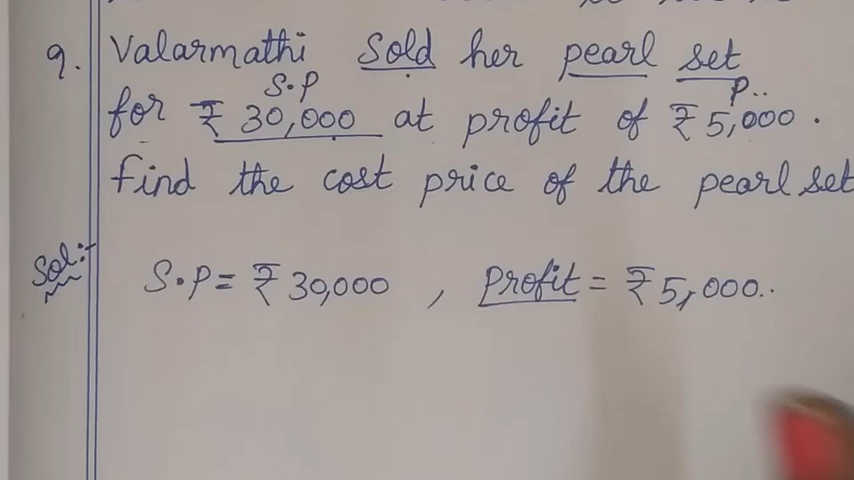 9. Valarmathi sold her pearl set
S.P P..
for ₹ 30,000 at profit of ₹ 5,000.
Find the cost price of the pearl set
Sol:-
S.P = ₹ 30,000 , Profit = ₹ 5,000..